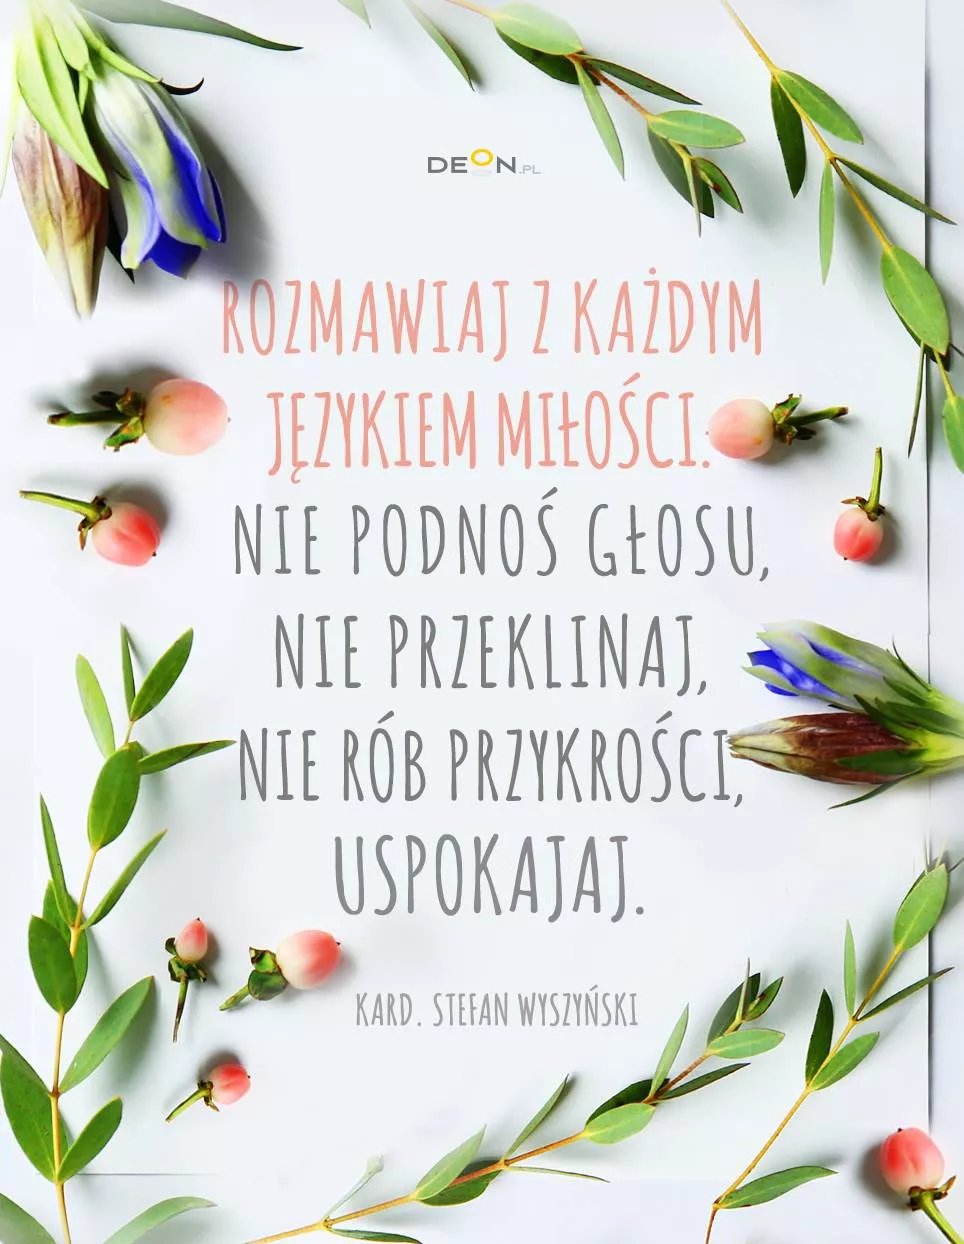 DEON.PL
ROZMAWIAJ Z KAŻDYM
JĘZYKIEM MIŁOŚCI.
NIE PODNOŚ GŁOSU,
NIE PRZEKLINAJ,
NIE RÓB PRZYKROŚCI,
USPOKAJAJ.
KARD. STEFAN WYSZYŃSKI